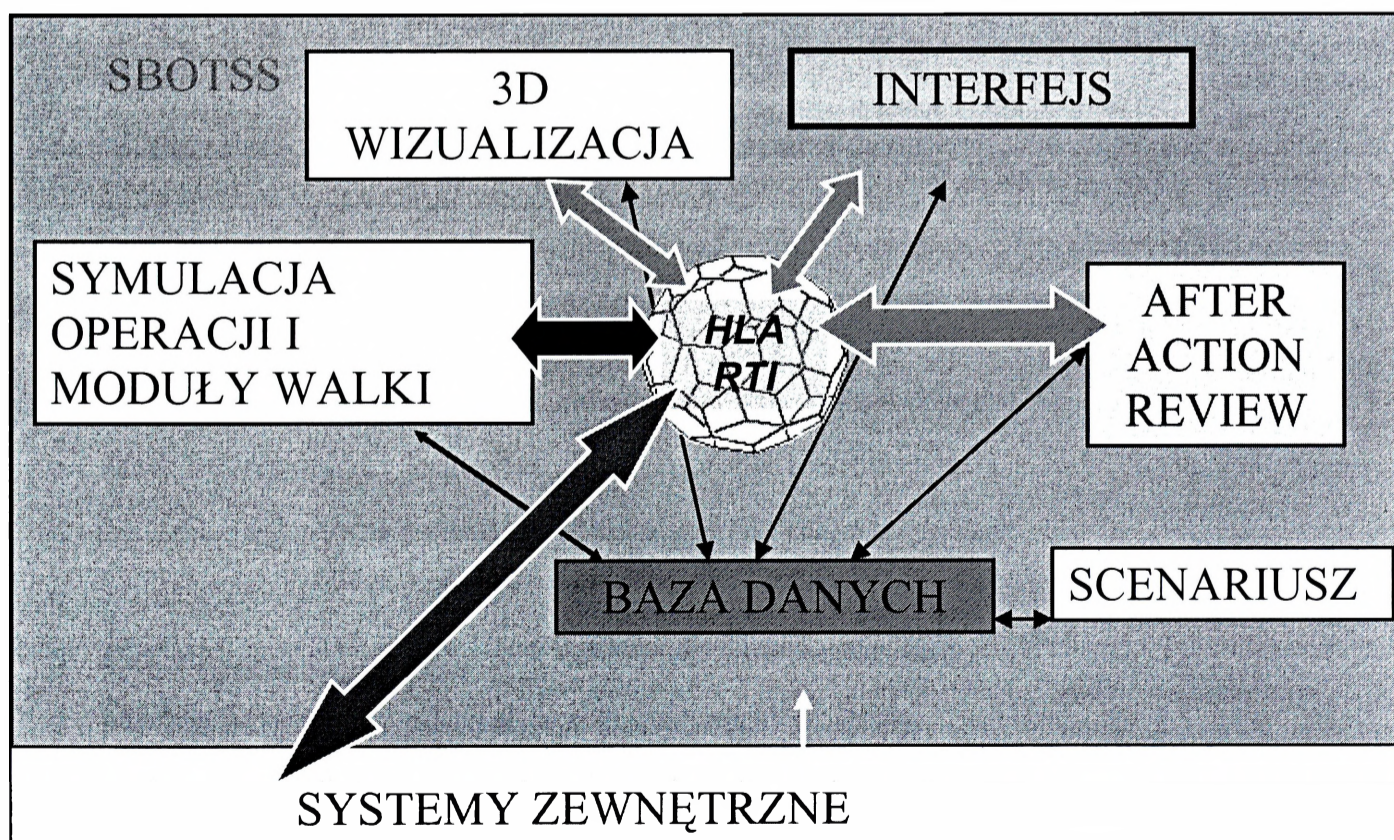 SBOTSS
3D
WIZUALIZACJA
INTERFEJS
SYMULACJA
OPERACJI I
MODUŁY WALKI
HLA
RTI
AFTER
ACTION
REVIEW
BAZA DANYCH
SCENARIUSZ
SYSTEMY ZEWNĘTRZNE